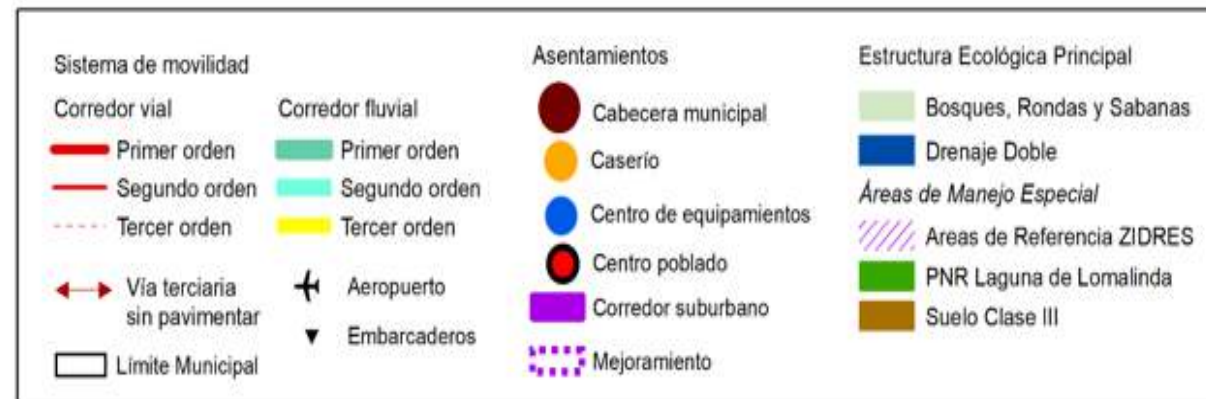 Sistema de movilidad
Corredor vial
Primer orden
Segundo orden
Tercer orden
Vía terciaria
sin pavimentar
Límite Municipal
Corredor fluvial
Primer orden
Segundo orden
Tercer orden
Aeropuerto
Embarcaderos
Asentamientos
Cabecera municipal
Caserío
Centro de equipamientos
Centro poblado
Corredor suburbano
Mejoramiento
Estructura Ecológica Principal
Bosques, Rondas y Sabanas
Drenaje Doble
Áreas de Manejo Especial
Areas de Referencia ZIDRES
PNR Laguna de Lomalinda
Suelo Clase III